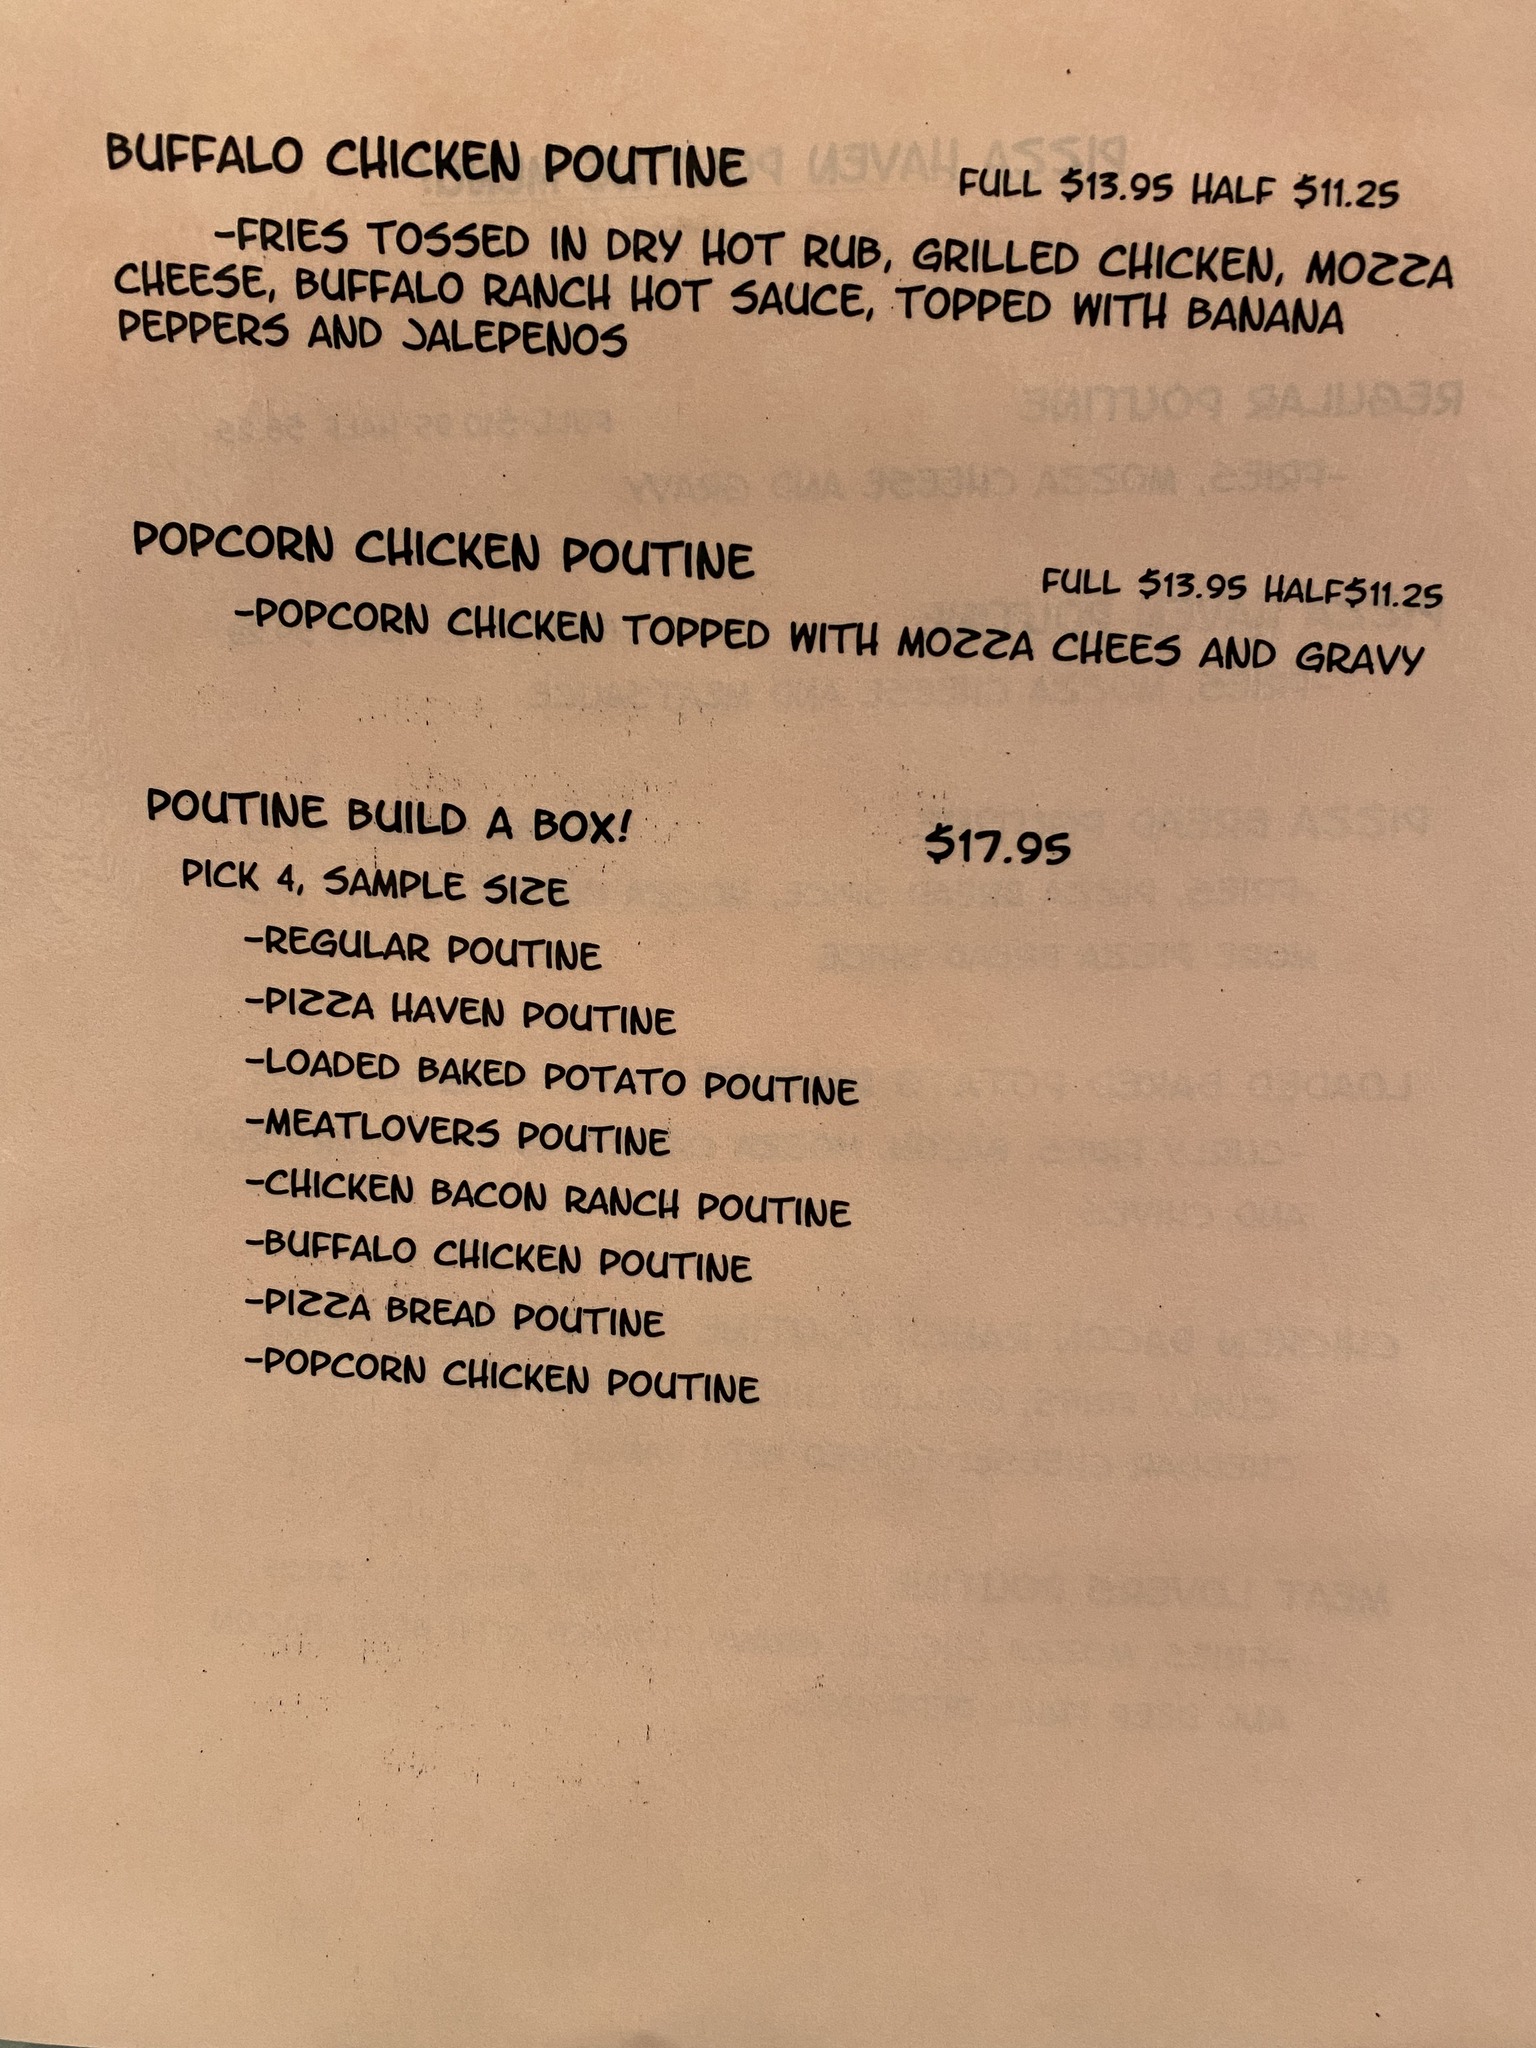 BUFFALO CHICKEN POUTINE FULL $13.95 HALF $11.25
-FRIES TOSSED IN DRY HOT RUB, GRILLED CHICKEN, MOZZA
CHEESE, BUFFALO RANCH HOT SAUCE, TOPPED WITH BANANA
PEPPERS AND JALEPENOS
POPCORN CHICKEN POUTINE FULL $13.95 HALF$11.25
-POPCORN CHICKEN TOPPED WITH MOZZA CHEES AND GRAVY
POUTINE BUILD A BOX! $17.95
PICK 4, SAMPLE SIZE
-REGULAR POUTINE
-PIZZA HAVEN POUTINE
-LOADED BAKED POTATO POUTINE
-MEATLOVERS POUTINE
-CHICKEN BACON RANCH POUTINE
-BUFFALO CHICKEN POUTINE
-PIZZA BREAD POUTINE
-POPCORN CHICKEN POUTINE